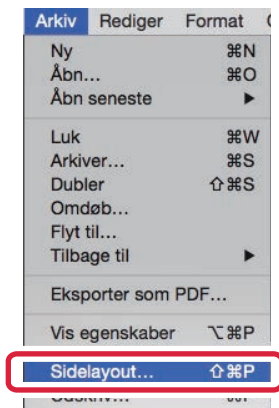 Arkiv Rediger Format
Ny ⌘N
Åbn... ⌘O
Åbn seneste ▶
Luk ⌘W
Arkiver... ⌘S
Dubler ⇧⌘S
Omdøb...
Flyt til...
Tilbage til ▶
Eksporter som PDF...
Vis egenskaber ⌥⌘P
Sidelayout... ⇧⌘P